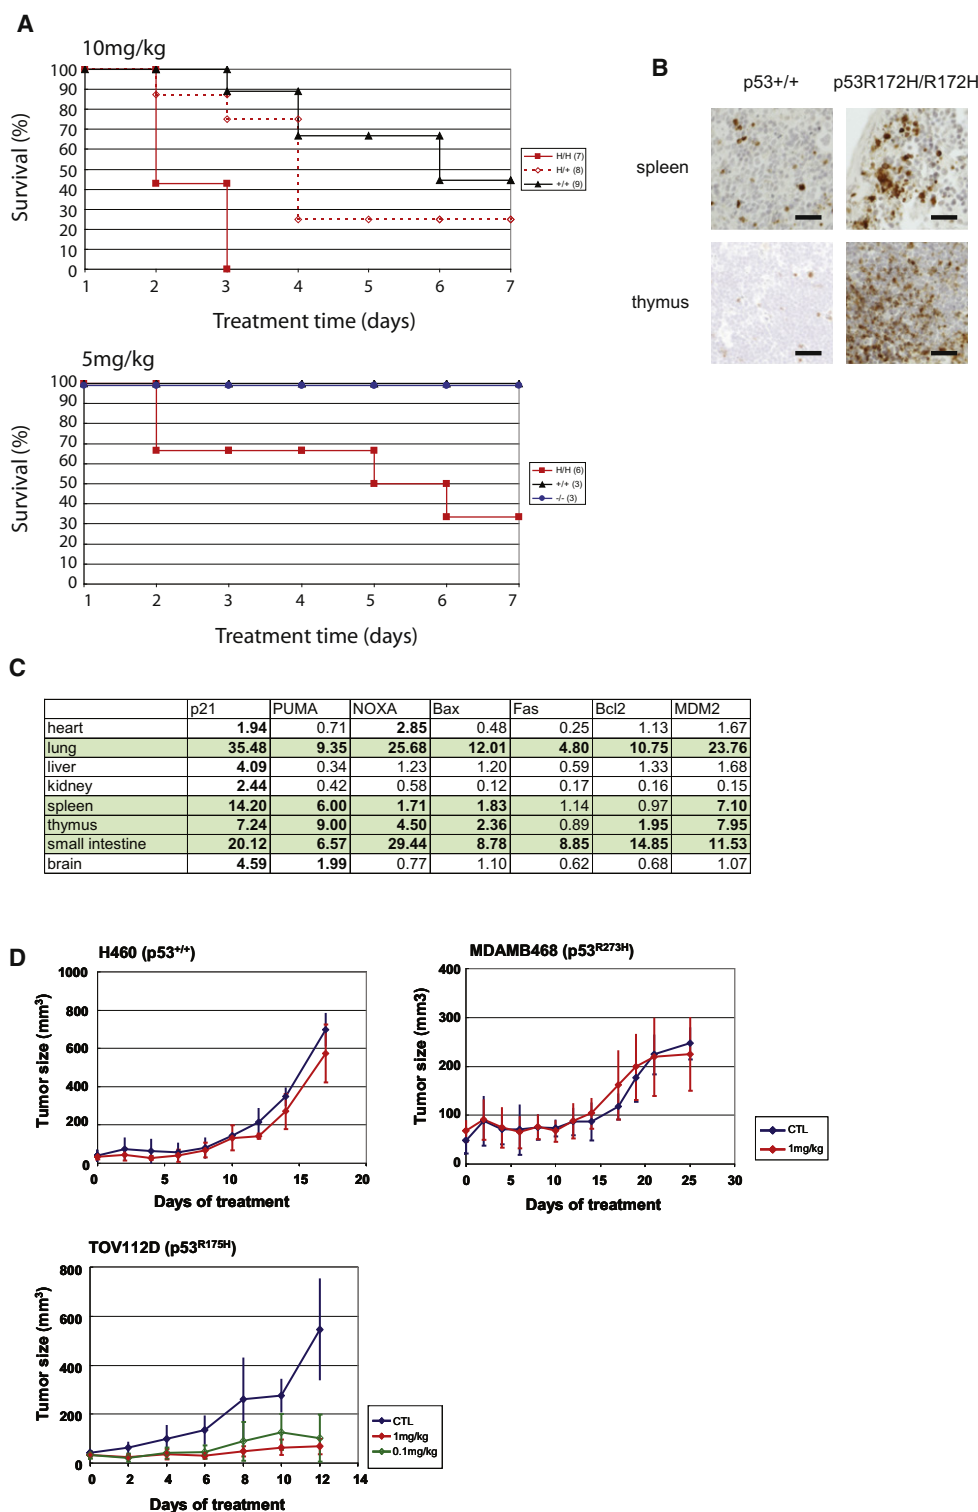 A
10mg/kg
Survival (%)
100
90
80
70
60
50
40
30
20
10
0
1 2 3 4 5 6 7
Treatment time (days)
H/H (7)
H/+ (8)
+/+ (9)
5mg/kg
Survival (%)
100
90
80
70
60
50
40
30
20
10
0
1 2 3 4 5 6 7
Treatment time (days)
H/H (6)
+/+ (3)
-/- (3)
B
p53+/+ p53R172H/R172H
spleen
thymus
C
p21 PUMA NOXA Bax Fas Bcl2 MDM2
heart 1.94 0.71 2.85 0.48 0.25 1.13 1.67
lung 35.48 9.35 25.68 12.01 4.80 10.75 23.76
liver 4.09 0.34 1.23 1.20 0.59 1.33 1.68
kidney 2.44 0.42 0.58 0.12 0.17 0.16 0.15
spleen 14.20 6.00 1.71 1.83 1.14 0.97 7.10
thymus 7.24 9.00 4.50 2.36 0.89 1.95 7.95
small intestine 20.12 6.57 29.44 8.78 8.85 14.85 11.53
brain 4.59 1.99 0.77 1.10 0.62 0.68 1.07
D
H460 (p53+/+)
Tumor size (mm³)
1000
800
600
400
200
0
0 5 10 15 20
Days of treatment
MDAMB468 (p53R273H)
Tumor size (mm3)
400
300
200
100
0
0 5 10 15 20 25 30
Days of treatment
CTL
1mg/kg
TOV112D (p53R175H)
Tumor size (mm³)
800
600
400
200
0
0 2 4 6 8 10 12 14
Days of treatment
CTL
1mg/kg
0.1mg/kg